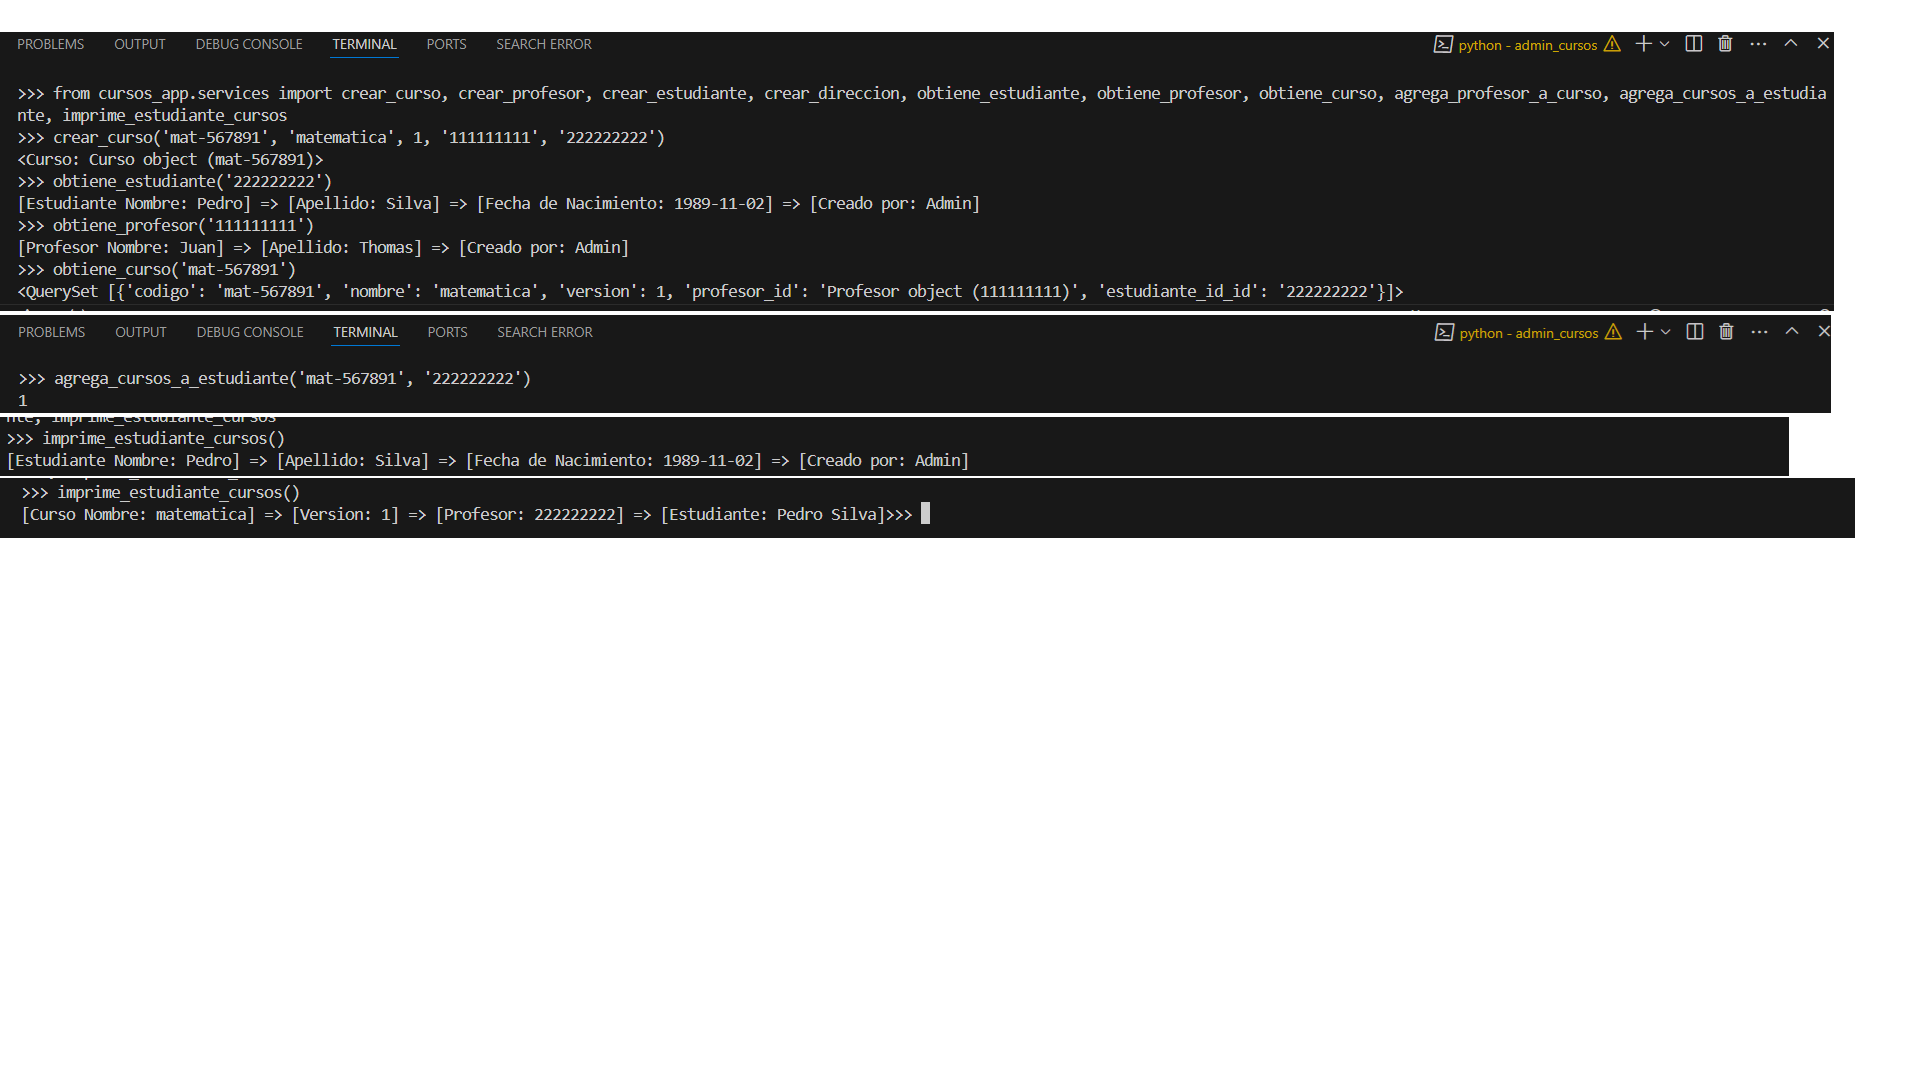 PROBLEMS OUTPUT DEBUG CONSOLE TERMINAL PORTS SEARCH ERROR python - admin_cursos
>>> from cursos_app.services import crear_curso, crear_profesor, crear_estudiante, crear_direccion, obtiene_estudiante, obtiene_profesor, obtiene_curso, agrega_profesor_a_curso, agrega_cursos_a_estudia
nte, imprime_estudiante_cursos
>>> crear_curso('mat-567891', 'matematica', 1, '111111111', '222222222')
<Curso: Curso object (mat-567891)>
>>> obtiene_estudiante('222222222')
[Estudiante Nombre: Pedro] => [Apellido: Silva] => [Fecha de Nacimiento: 1989-11-02] => [Creado por: Admin]
>>> obtiene_profesor('111111111')
[Profesor Nombre: Juan] => [Apellido: Thomas] => [Creado por: Admin]
>>> obtiene_curso('mat-567891')
<QuerySet [{'codigo': 'mat-567891', 'nombre': 'matematica', 'version': 1, 'profesor_id': 'Profesor object (111111111)', 'estudiante_id_id': '222222222'}]>
PROBLEMS OUTPUT DEBUG CONSOLE TERMINAL PORTS SEARCH ERROR python - admin_cursos
>>> agrega_cursos_a_estudiante('mat-567891', '222222222')
1
nte, imprime_estudiante_cursos
>>> imprime_estudiante_cursos()
[Estudiante Nombre: Pedro] => [Apellido: Silva] => [Fecha de Nacimiento: 1989-11-02] => [Creado por: Admin]
>>> imprime_estudiante_cursos()
[Curso Nombre: matematica] => [Version: 1] => [Profesor: 222222222] => [Estudiante: Pedro Silva]>>>